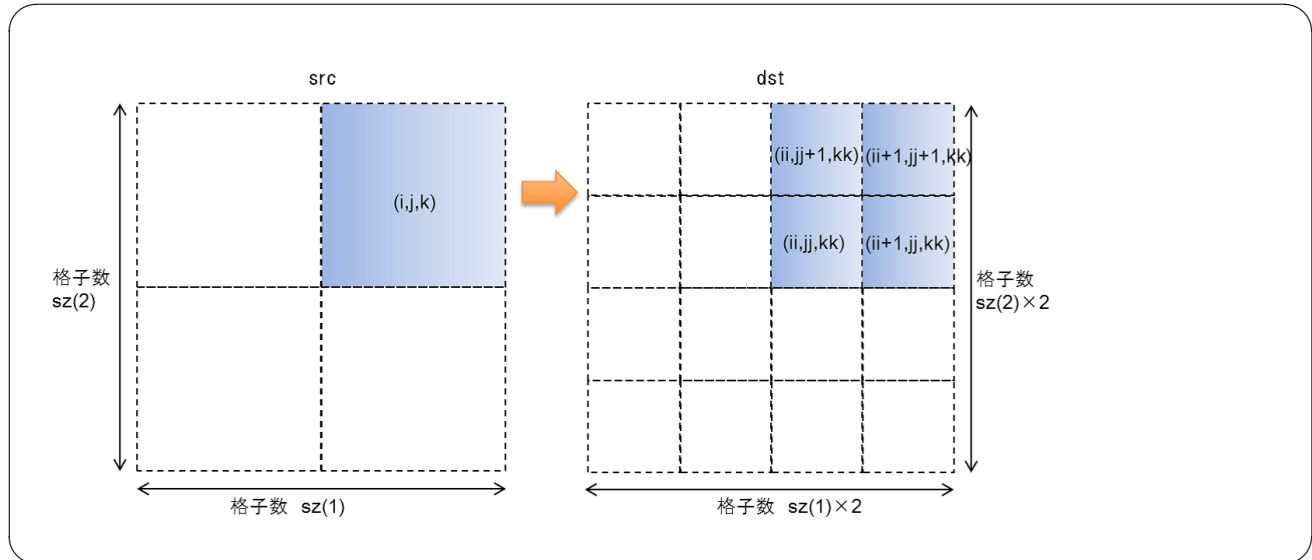 src
dst
(i,j,k)
(ii,jj+1,kk)
(ii+1,jj+1,kk)
(ii,jj,kk)
(ii+1,jj,kk)
格子数
sz(2)
格子数
sz(2)×2
格子数 sz(1)
格子数 sz(1)×2